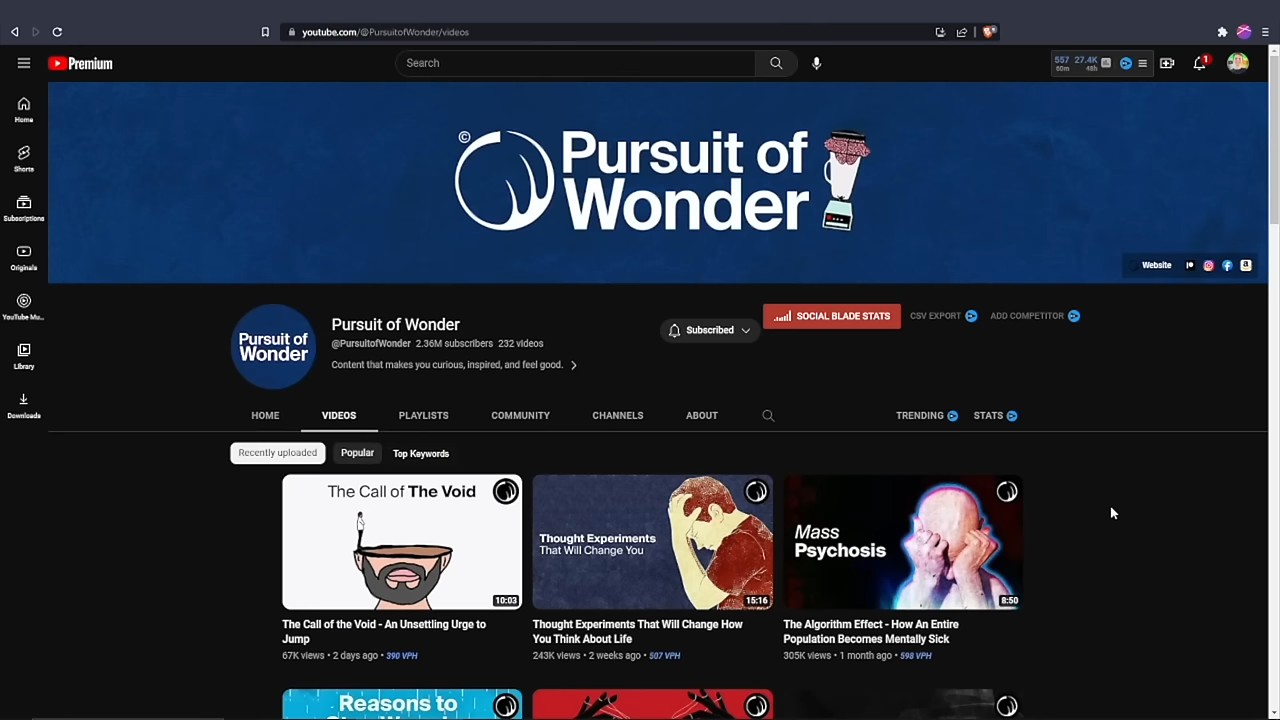 youtube.com/@PursuitofWonder/videos
Premium
Search
557 27.4K
60m 48h
1
Home
Shorts
Subscriptions
Originals
YouTube Mu...
Library
Downloads
©
Pursuit of
Wonder
Website
Pursuit of
Wonder
Pursuit of Wonder
@PursuitofWonder 2.36M subscribers 232 videos
Content that makes you curious, inspired, and feel good.
Subscribed
SOCIAL BLADE STATS
CSV EXPORT
ADD COMPETITOR
HOME VIDEOS PLAYLISTS COMMUNITY CHANNELS ABOUT TRENDING STATS
Recently uploaded Popular Top Keywords
The Call of The Void
10:03
The Call of the Void - An Unsettling Urge to
Jump
67K views • 2 days ago • 390 VPH
Thought Experiments
That Will Change You
15:16
Thought Experiments That Will Change How
You Think About Life
243K views • 2 weeks ago • 507 VPH
Mass
Psychosis
8:50
The Algorithm Effect - How An Entire
Population Becomes Mentally Sick
305K views • 1 month ago • 598 VPH
Reasons to